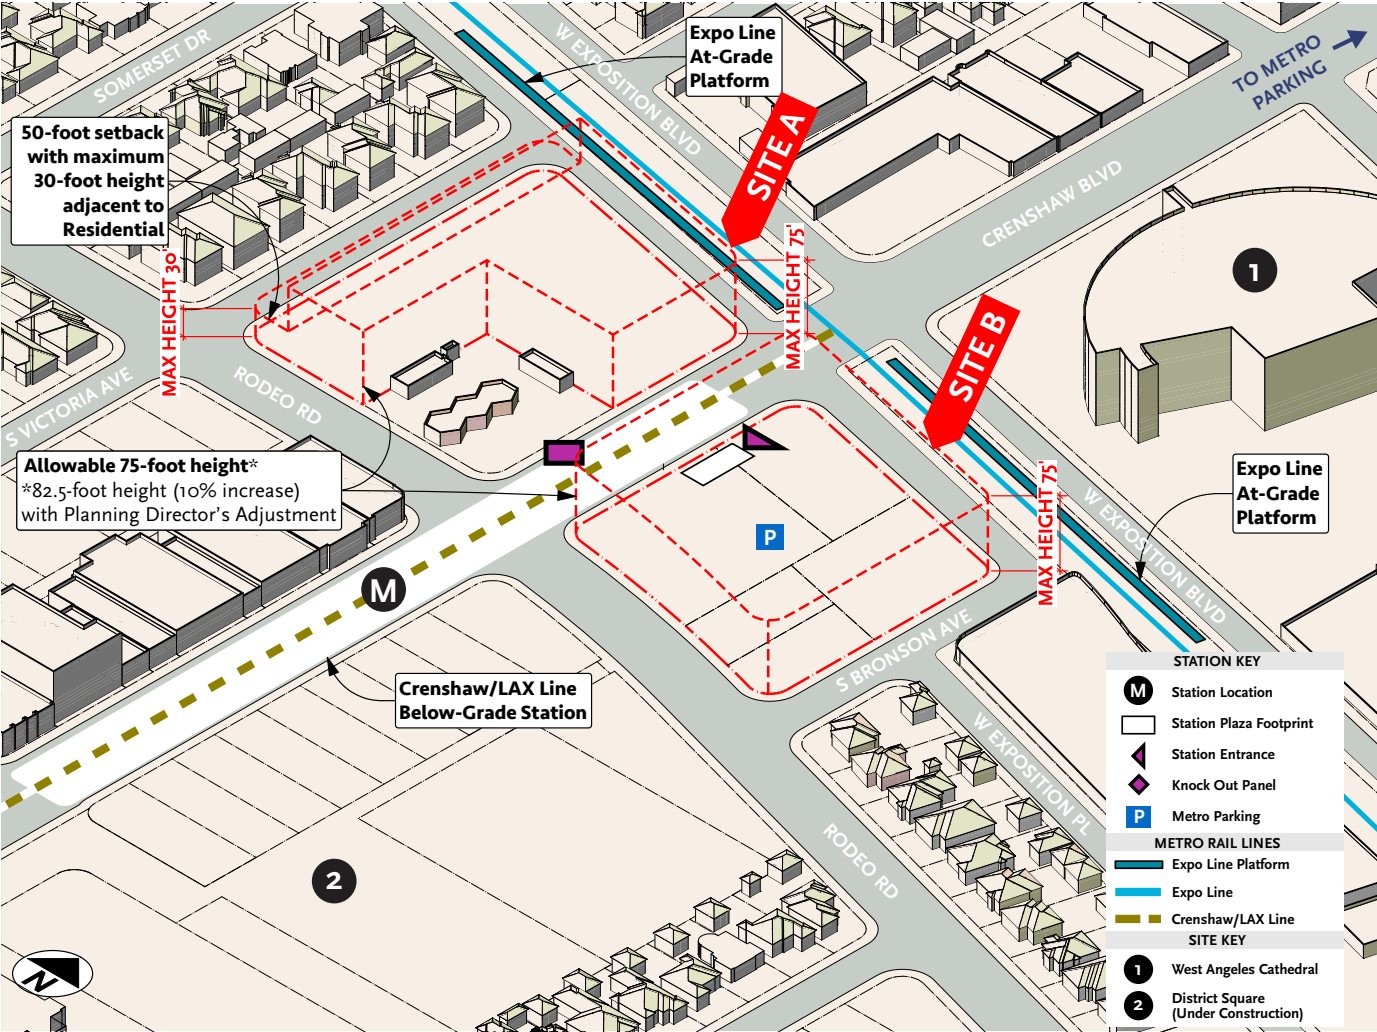 SOMERSET DR
W EXPOSITION BLVD
Expo Line
At-Grade
Platform
TO METRO
PARKING
SITE A
50-foot setback
with maximum
30-foot height
adjacent to
Residential
CRENSHAW BLVD
1
MAX HEIGHT 30'
MAX HEIGHT 75'
SITE B
S VICTORIA AVE
RODEO RD
Allowable 75-foot height*
*82.5-foot height (10% increase)
with Planning Director's Adjustment
P
MAX HEIGHT 75'
W EXPOSITION BLVD
Expo Line
At-Grade
Platform
M
S BRONSON AVE
Crenshaw/LAX Line
Below-Grade Station
W EXPOSITION PL
RODEO RD
2
N
STATION KEY
M Station Location
Station Plaza Footprint
Station Entrance
Knock Out Panel
P Metro Parking
METRO RAIL LINES
Expo Line Platform
Expo Line
Crenshaw/LAX Line
SITE KEY
1 West Angeles Cathedral
2 District Square
(Under Construction)